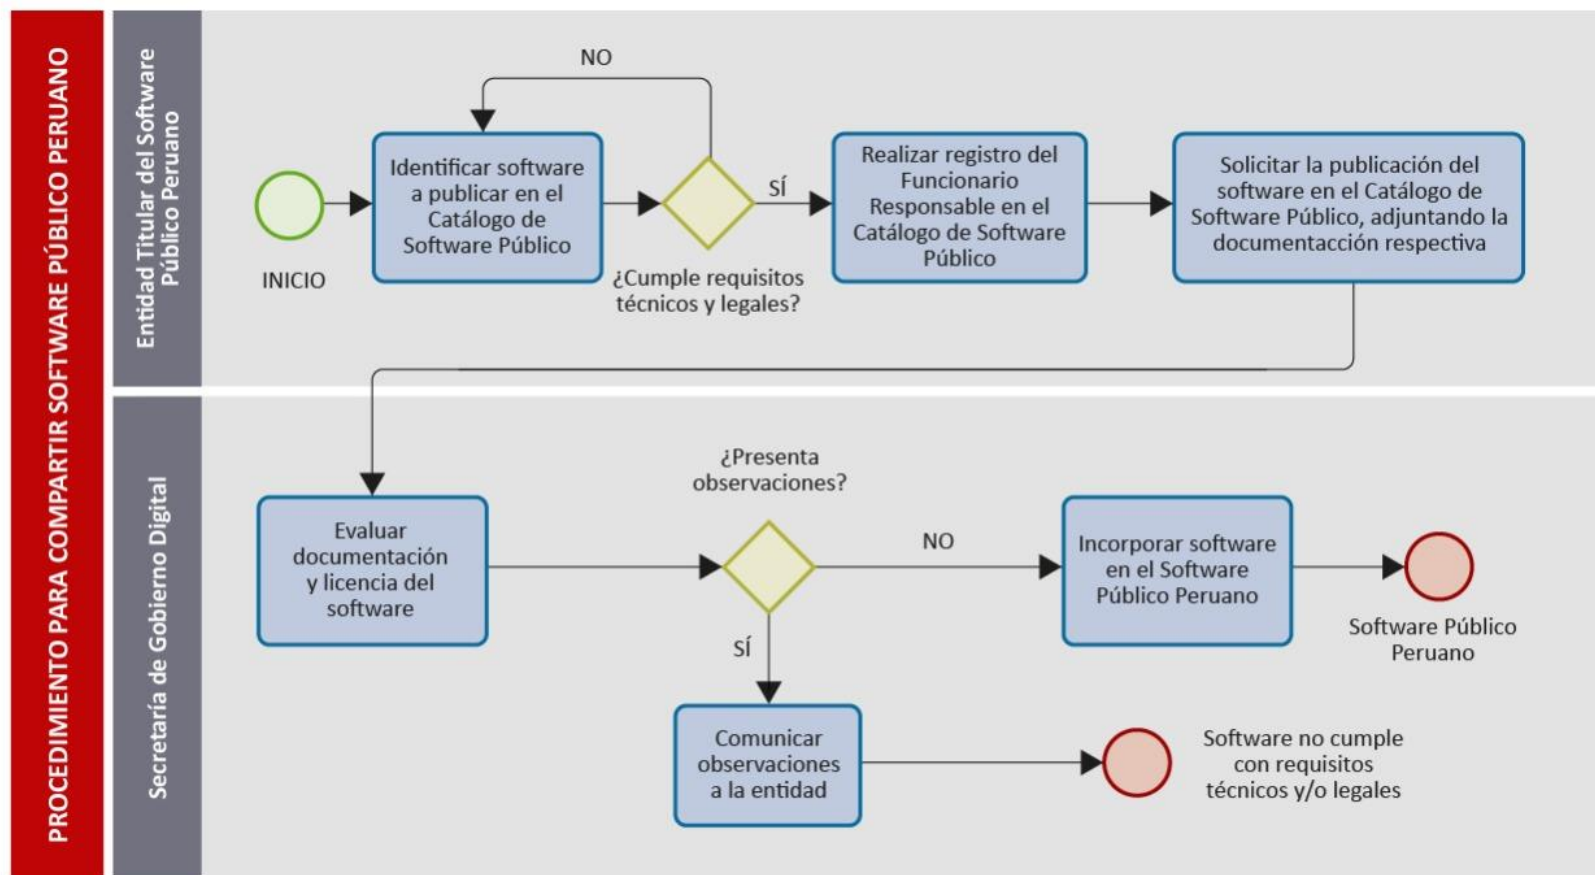 PROCEDIMIENTO PARA COMPARTIR SOFTWARE PÚBLICO PERUANO
Entidad Titular del Software
Público Peruano
INICIO
Identificar software
a publicar en el
Catálogo de
Software Público
NO
¿Cumple requisitos
técnicos y legales?
SÍ
Realizar registro del
Funcionario
Responsable en el
Catálogo de Software
Público
Solicitar la publicación del
software en el Catálogo de
Software Público, adjuntando la
documentacción respectiva
Secretaría de Gobierno Digital
Evaluar
documentación
y licencia del
software
¿Presenta
observaciones?
NO
Incorporar software
en el Software
Público Peruano
Software Público
Peruano
SÍ
Comunicar
observaciones
a la entidad
Software no cumple
con requisitos
técnicos y/o legales